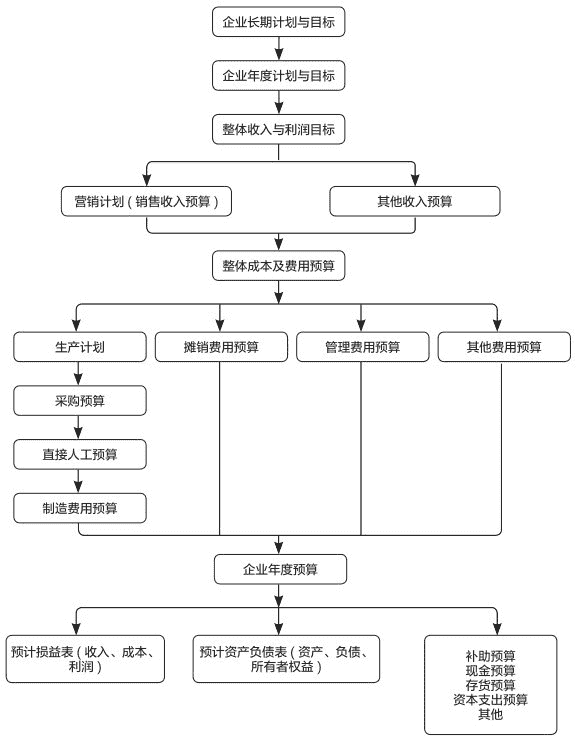 企业长期计划与目标
企业年度计划与目标
整体收入与利润目标
营销计划（销售收入预算）
其他收入预算
整体成本及费用预算
生产计划
摊销费用预算
管理费用预算
其他费用预算
采购预算
直接人工预算
制造费用预算
企业年度预算
预计损益表（收入、成本、
利润）
预计资产负债表（资产、负债、
所有者权益）
补助预算
现金预算
存货预算
资本支出预算
其他